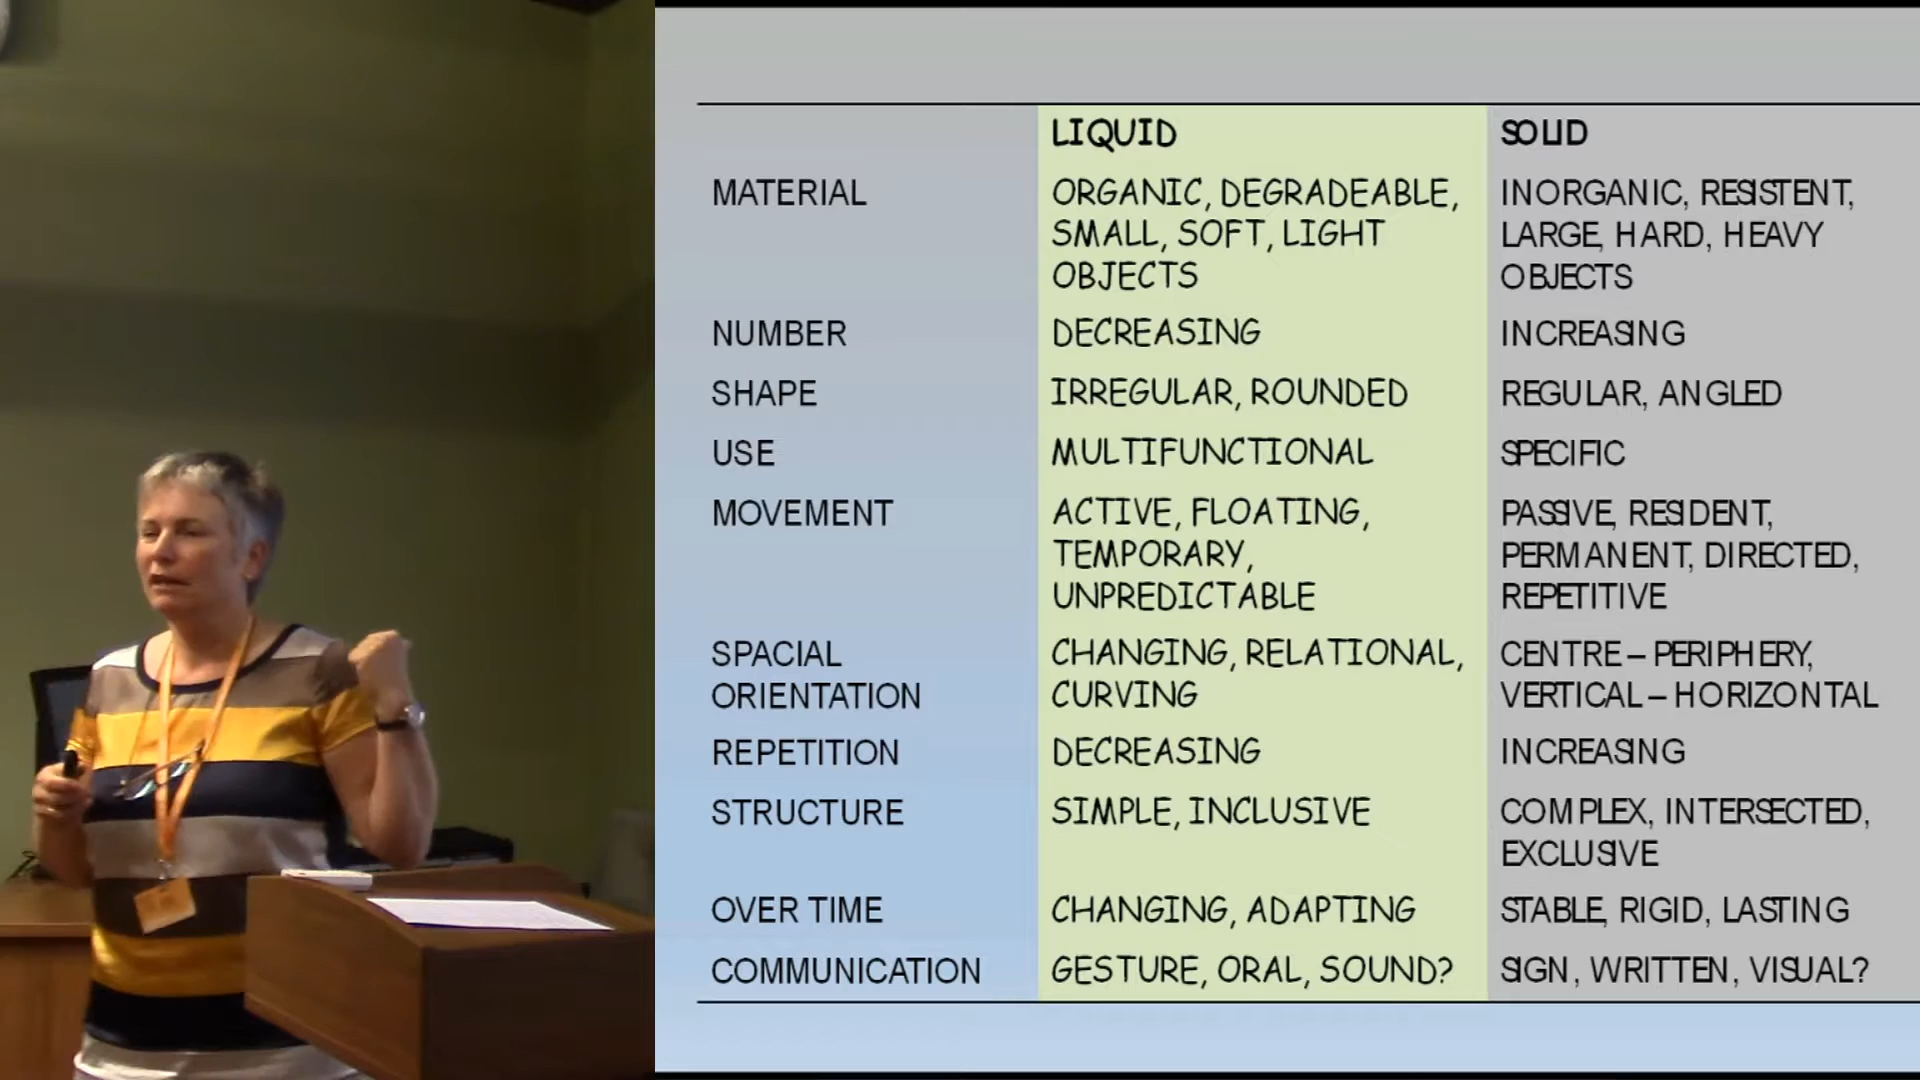 LIQUID SOLID
MATERIAL ORGANIC, DEGRADEABLE, INORGANIC, RESISTENT,
SMALL, SOFT, LIGHT LARGE, HARD, HEAVY
OBJECTS OBJECTS
NUMBER DECREASING INCREASING
SHAPE IRREGULAR, ROUNDED REGULAR, ANGLED
USE MULTIFUNCTIONAL SPECIFIC
MOVEMENT ACTIVE, FLOATING, PASSIVE, RESIDENT,
TEMPORARY, PERMANENT, DIRECTED,
UNPREDICTABLE REPETITIVE
SPACIAL CHANGING, RELATIONAL, CENTRE – PERIPHERY,
ORIENTATION CURVING VERTICAL – HORIZONTAL
REPETITION DECREASING INCREASING
STRUCTURE SIMPLE, INCLUSIVE COMPLEX, INTERSECTED,
EXCLUSIVE
OVER TIME CHANGING, ADAPTING STABLE, RIGID, LASTING
COMMUNICATION GESTURE, ORAL, SOUND? SIGN, WRITTEN, VISUAL?